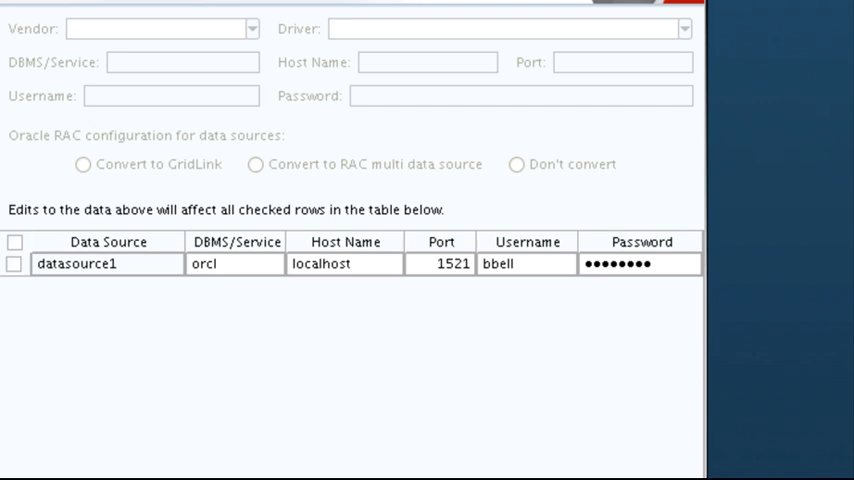 Vendor: Driver:
DBMS/Service: Host Name: Port:
Username: Password:
Oracle RAC configuration for data sources:
Convert to GridLink Convert to RAC multi data source Don't convert
Edits to the data above will affect all checked rows in the table below.
Data Source DBMS/Service Host Name Port Username Password
datasource1 orcl localhost 1521 bbell ••••••••